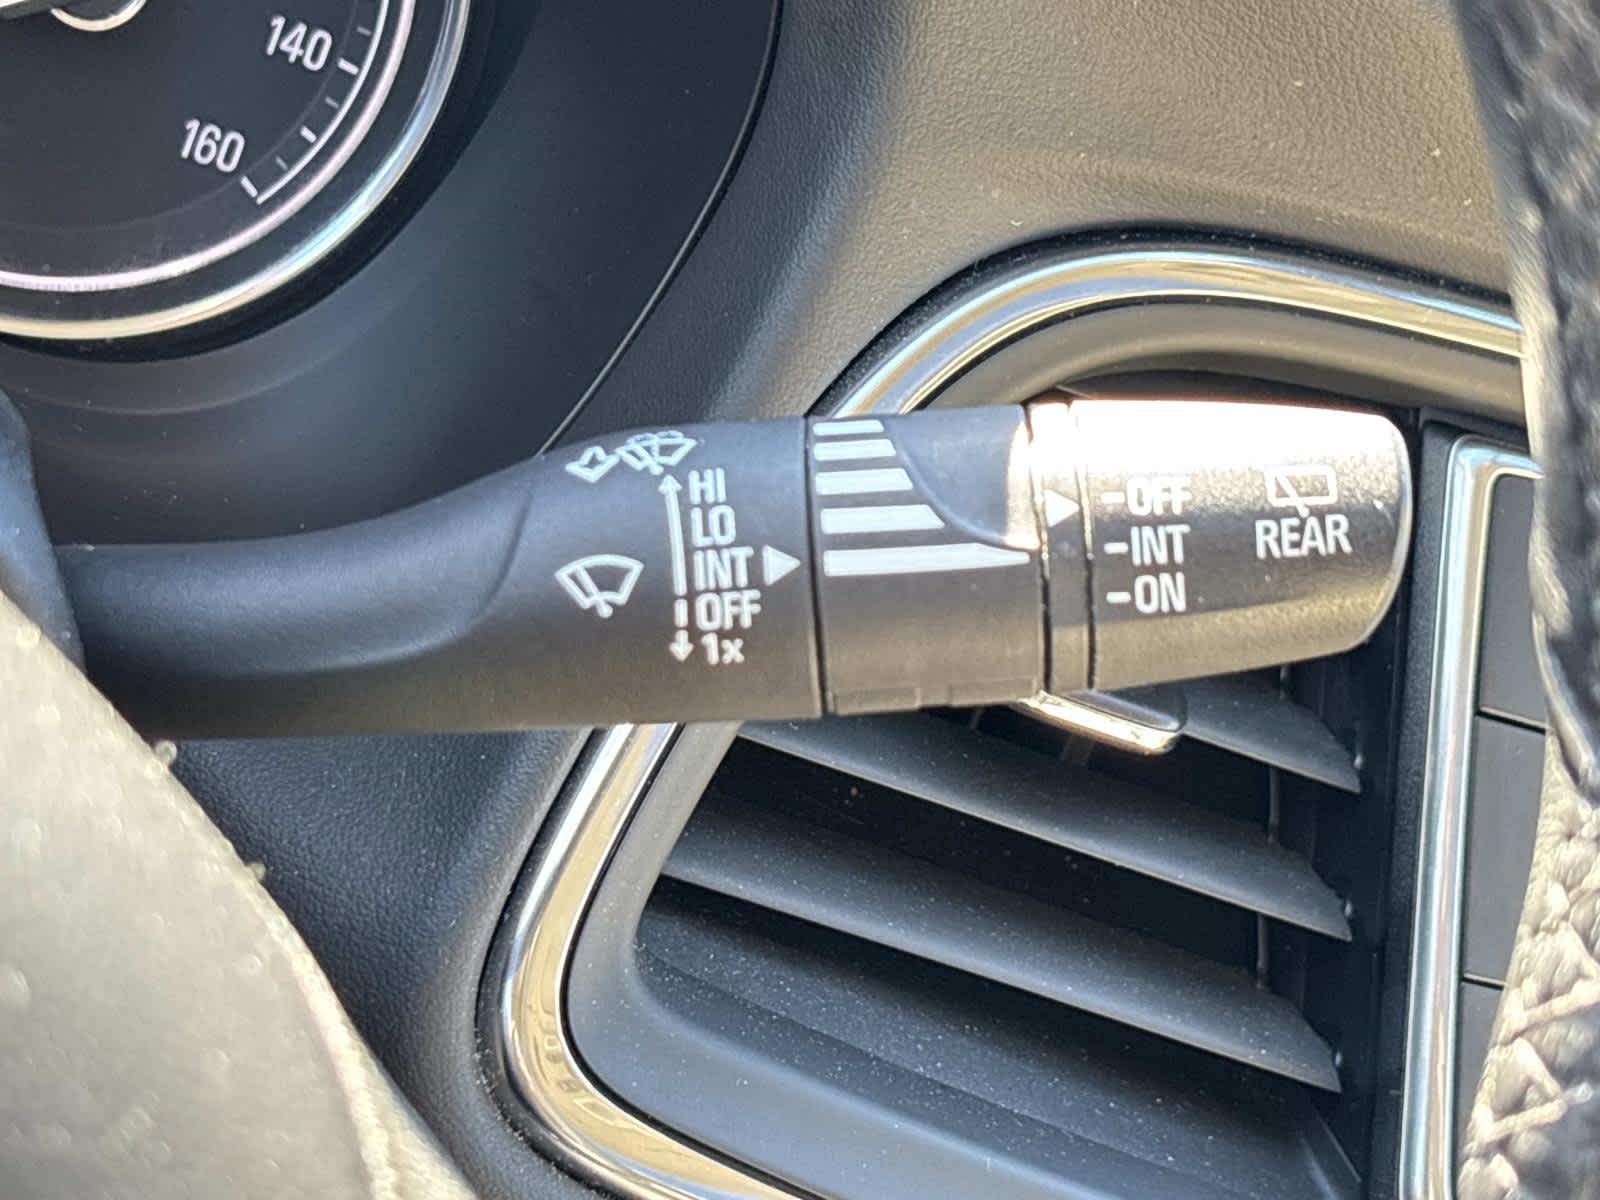 140
160
HI
LO
INT
OFF
1x
-OFF
-INT
-ON
REAR